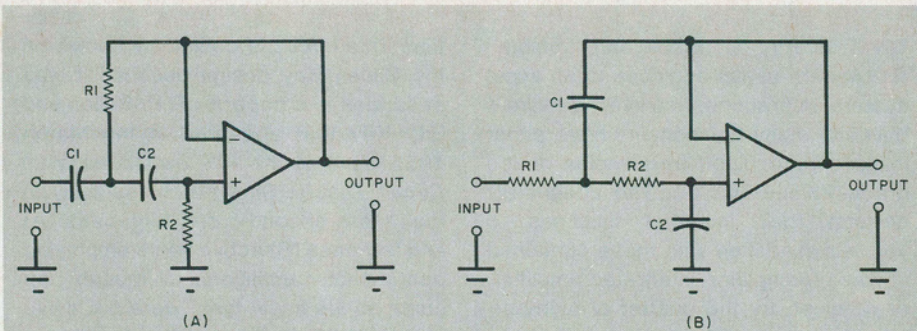 R1
C1
C2
R2
−
+
INPUT
OUTPUT
(A)
C1
R1
R2
C2
−
+
INPUT
OUTPUT
(B)